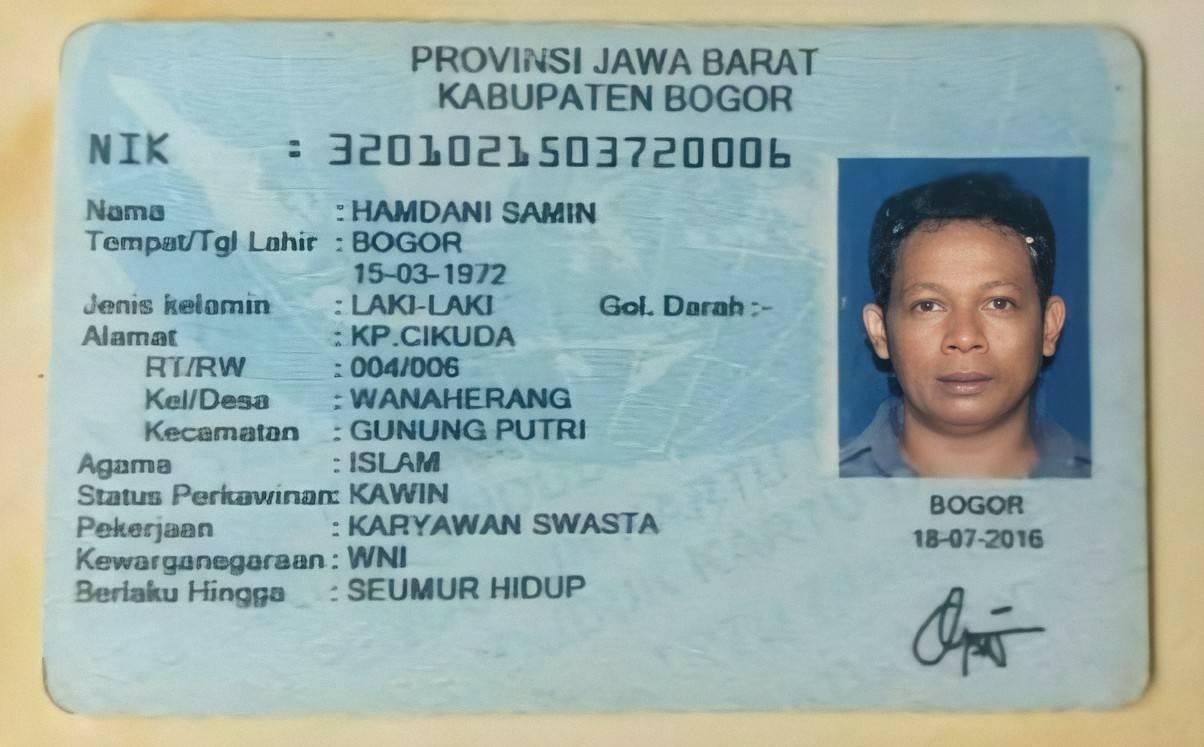 PROVINSI JAWA BARAT
KABUPATEN BOGOR
NIK : 3201021503720006
Nama : HAMDANI SAMIN
Tempat/Tgl Lahir : BOGOR
15-03-1972
Jenis kelamin : LAKI-LAKI Gol. Darah :-
Alamat : KP.CIKUDA
RT/RW : 004/006
Kel/Desa : WANAHERANG
Kecamatan : GUNUNG PUTRI
Agama : ISLAM
Status Perkawinan: KAWIN
Pekerjaan : KARYAWAN SWASTA
Kewarganegaraan: WNI
Berlaku Hingga : SEUMUR HIDUP
BOGOR
18-07-2016